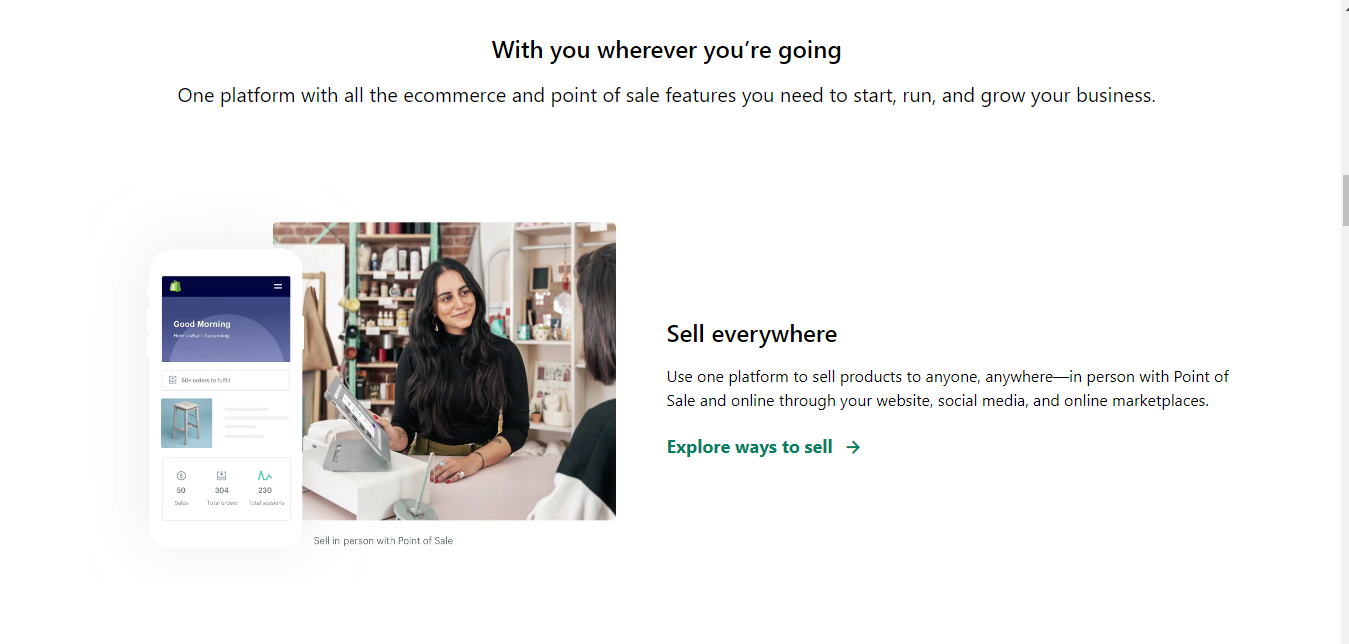 With you wherever you’re going
One platform with all the ecommerce and point of sale features you need to start, run, and grow your business.
Good Morning
Here's what's happening.
50+ orders to fulfill
50
304
230
Sales
Total orders
Total sessions
Sell in person with Point of Sale
Sell everywhere
Use one platform to sell products to anyone, anywhere—in person with Point of
Sale and online through your website, social media, and online marketplaces.
Explore ways to sell